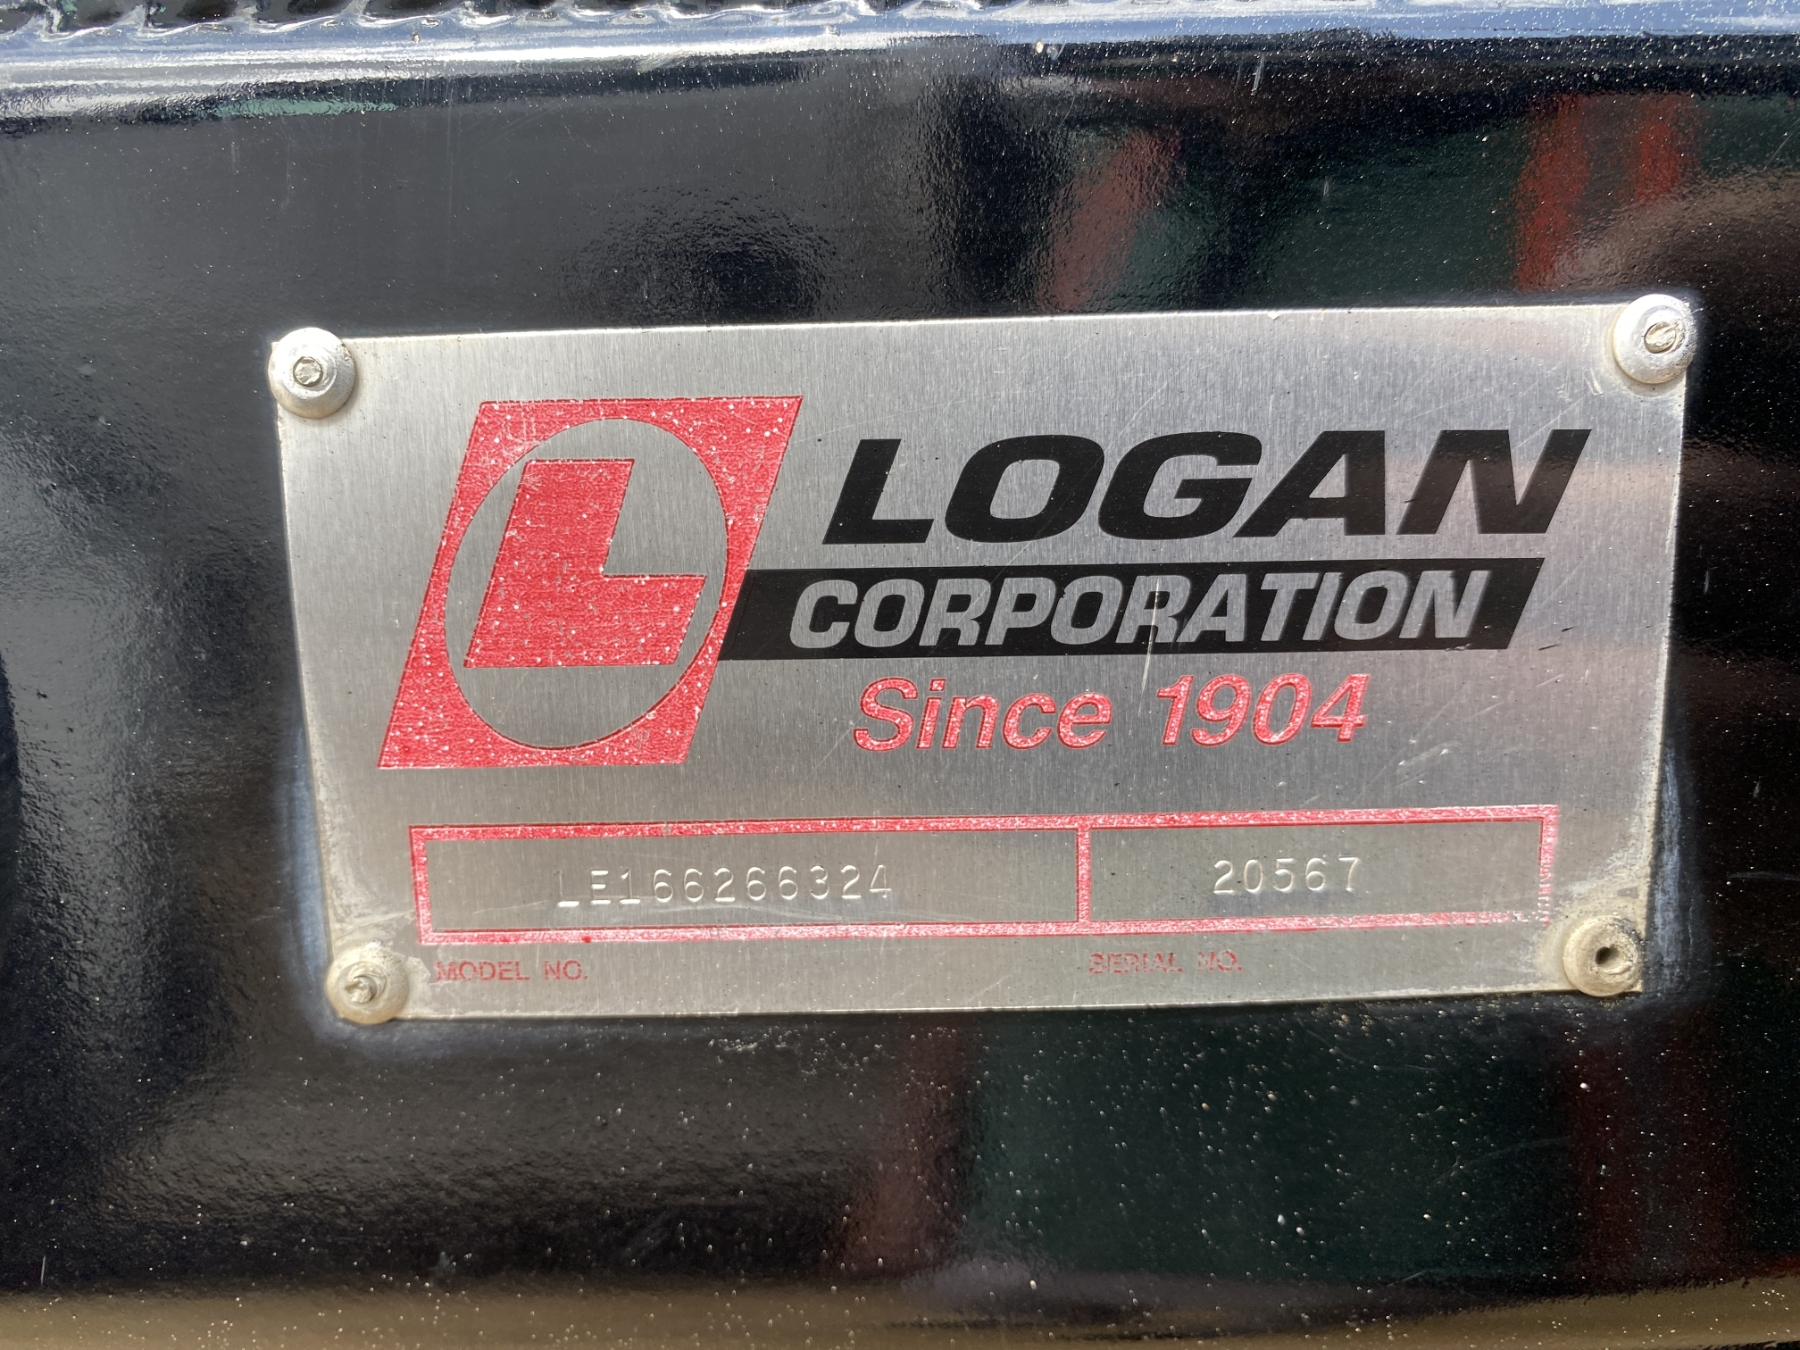 L
LOGAN
CORPORATION
Since 1904
LE166266324 20567
MODEL NO. SERIAL NO.